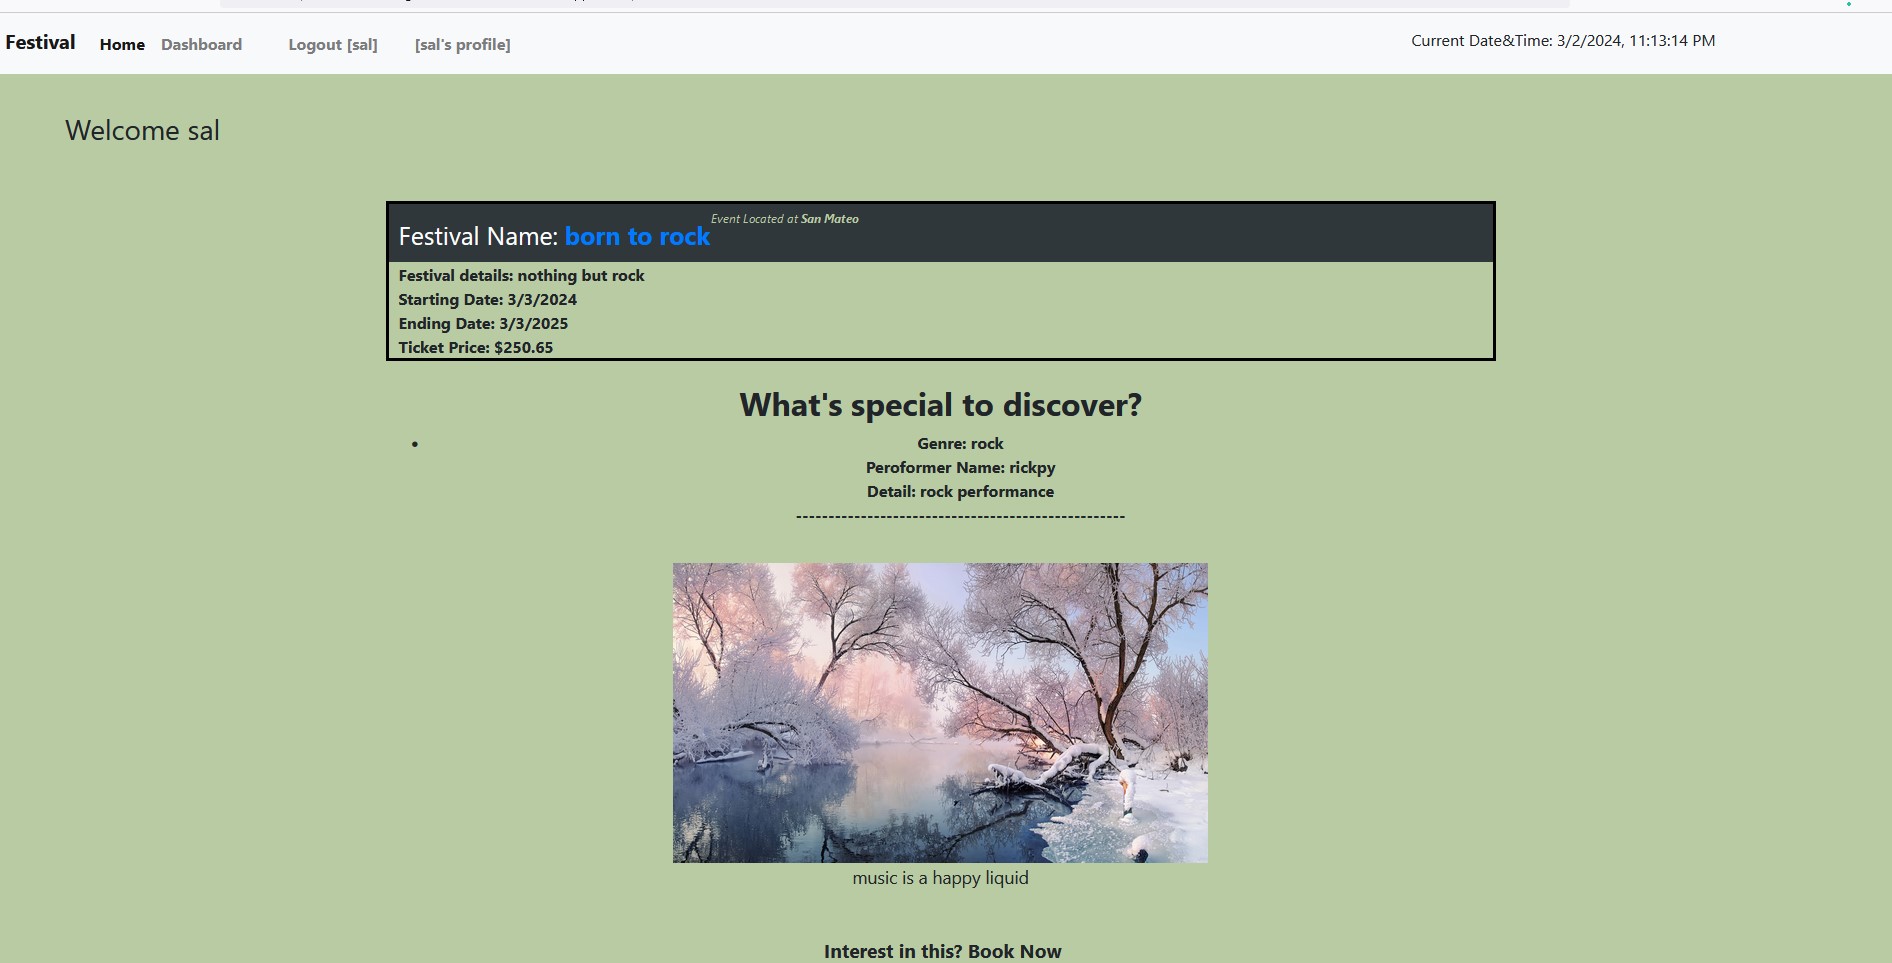 Festival Home Dashboard Logout [sal] [sal's profile] Current Date&Time: 3/2/2024, 11:13:14 PM
Welcome sal
Festival Name: born to rock Event Located at San Mateo
Festival details: nothing but rock
Starting Date: 3/3/2024
Ending Date: 3/3/2025
Ticket Price: $250.65
What's special to discover?
• Genre: rock
Peroformer Name: rickpy
Detail: rock performance
--------------------------------------------------
music is a happy liquid
Interest in this? Book Now